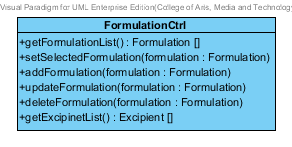 Visual Paradigm for UML Enterprise Edition(College of Arts, Media and Technology
FormulationCtrl
+getFormulationList() : Formulation []
+setSelectedFormulation(formulation : Formulation)
+addFormulation(formulation : Formulation)
+updateFormulation(formulation : Formulation)
+deleteFormulation(formulation : Formulation)
+getExcipinetList() : Excipient []